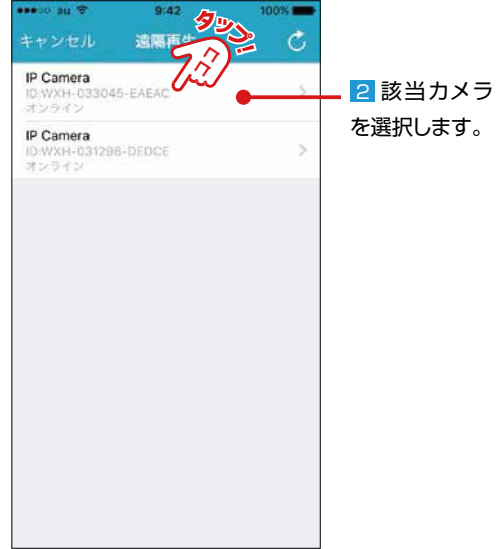 au 9:42 100%
キャンセル 遠隔再生
タップ!
IP Camera
ID:WXH-033045-EAEAC
オンライン
IP Camera
ID:WXH-031296-DEDCE
オンライン
2 該当カメラ
を選択します。